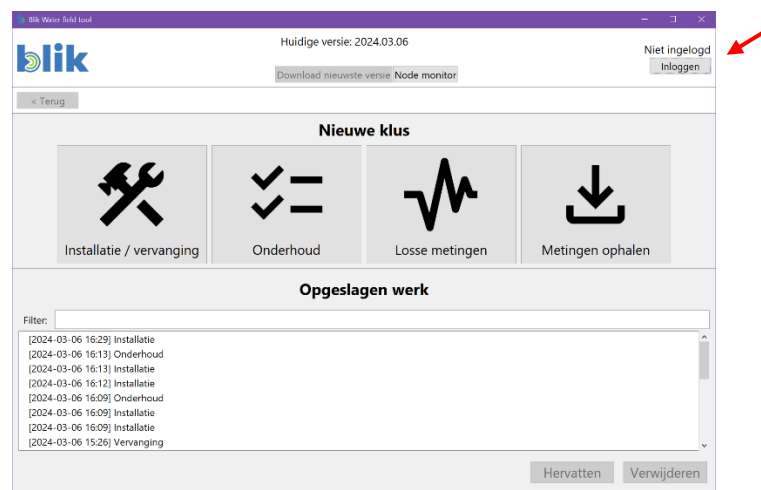 Blik Water field tool
blik
Huidige versie: 2024.03.06
Niet ingelogd
Download nieuwste versie Node monitor
Inloggen
< Terug
Nieuwe klus
Installatie / vervanging
Onderhoud
Losse metingen
Metingen ophalen
Opgeslagen werk
Filter:
[2024-03-06 16:29] Installatie
[2024-03-06 16:13] Onderhoud
[2024-03-06 16:13] Installatie
[2024-03-06 16:12] Installatie
[2024-03-06 16:09] Onderhoud
[2024-03-06 16:09] Installatie
[2024-03-06 16:09] Installatie
[2024-03-06 15:26] Vervanging
Hervatten
Verwijderen